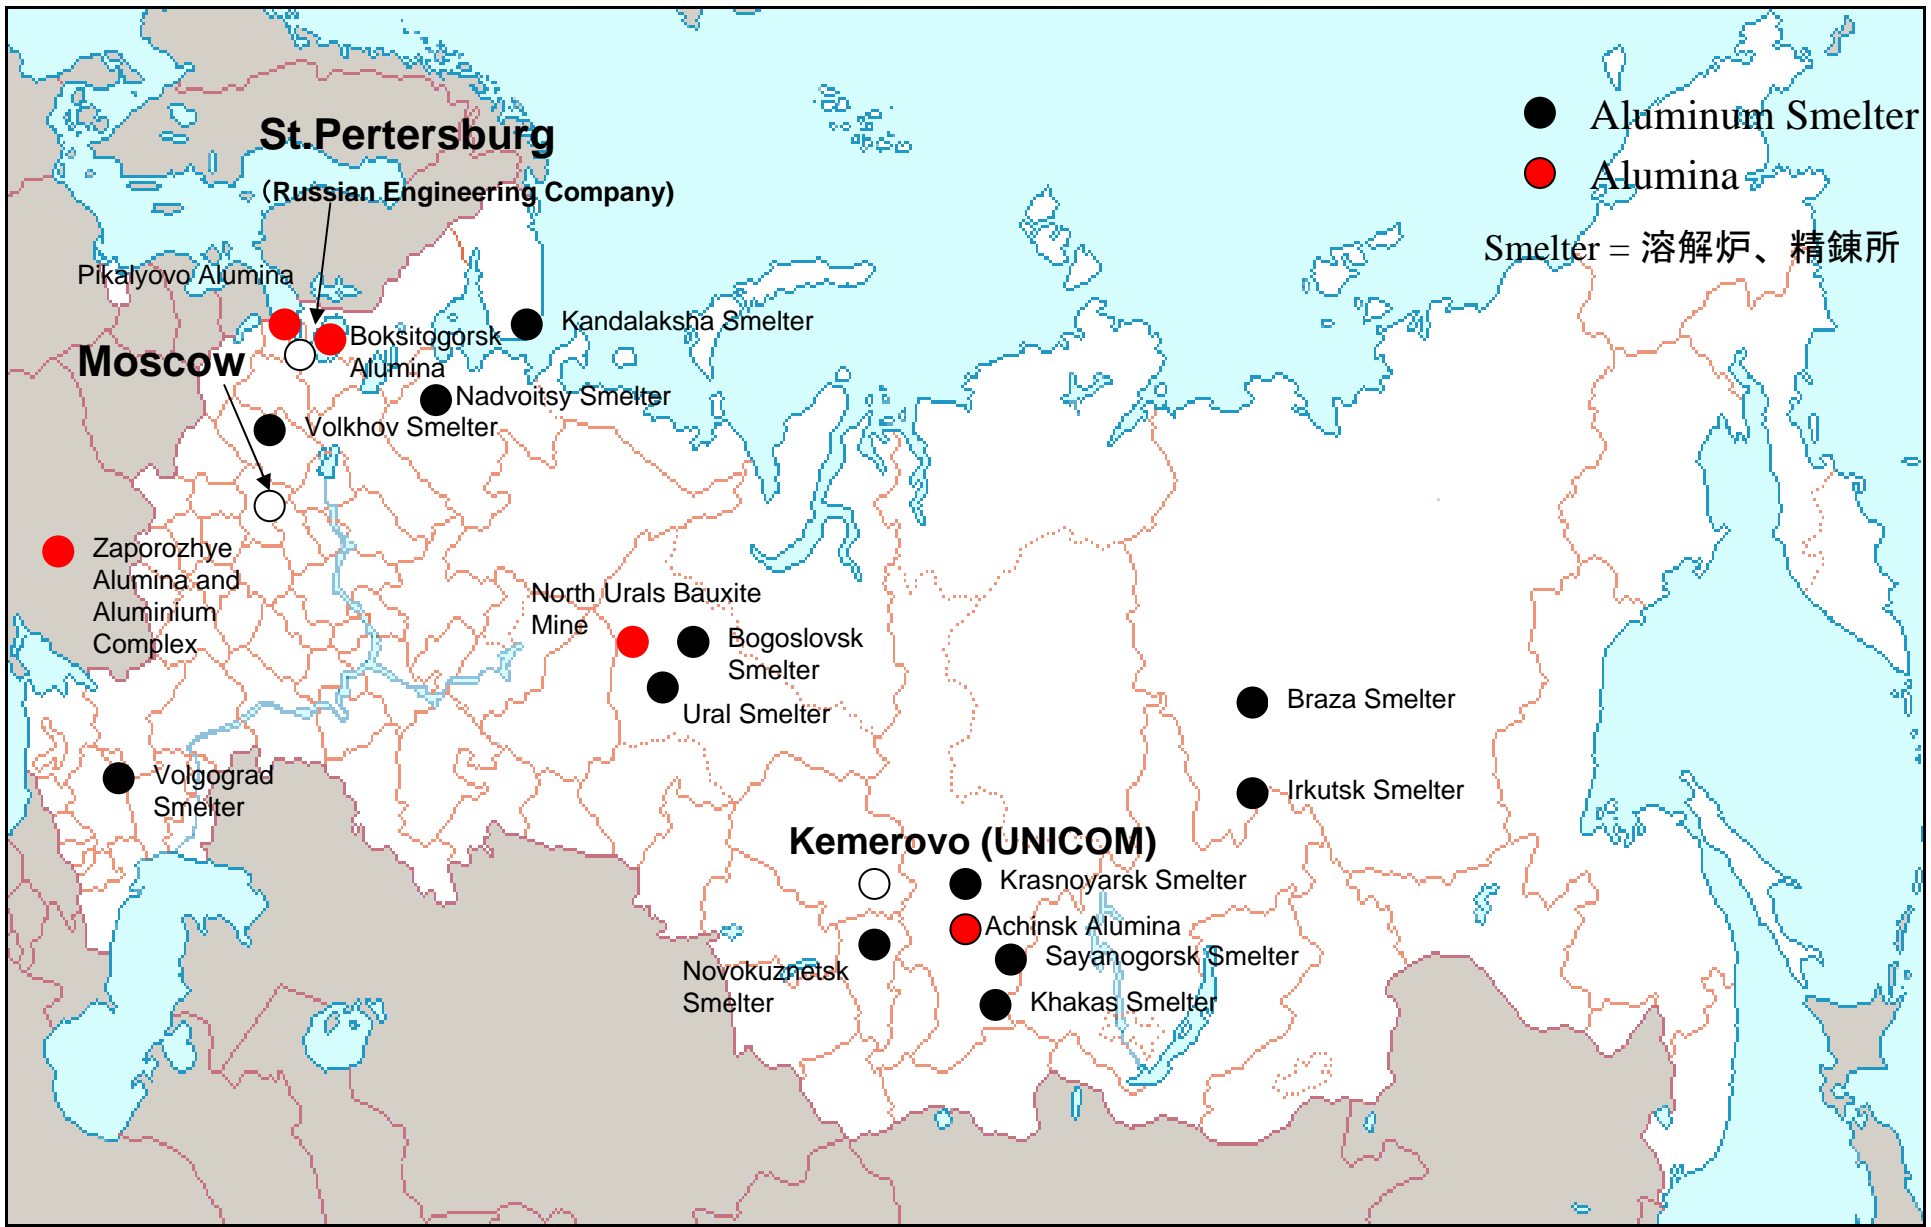 Aluminum Smelter
Alumina
Smelter = 溶解炉、精錬所
St.Pertersburg
（Russian Engineering Company)
Pikalyovo Alumina
Boksitogorsk
Alumina
Kandalaksha Smelter
Moscow
Nadvoitsy Smelter
Volkhov Smelter
Zaporozhye
Alumina and
Aluminium
Complex
North Urals Bauxite
Mine
Bogoslovsk
Smelter
Ural Smelter
Braza Smelter
Volgograd
Smelter
Irkutsk Smelter
Kemerovo (UNICOM)
Krasnoyarsk Smelter
Achinsk Alumina
Sayanogorsk Smelter
Novokuznetsk
Smelter
Khakas Smelter